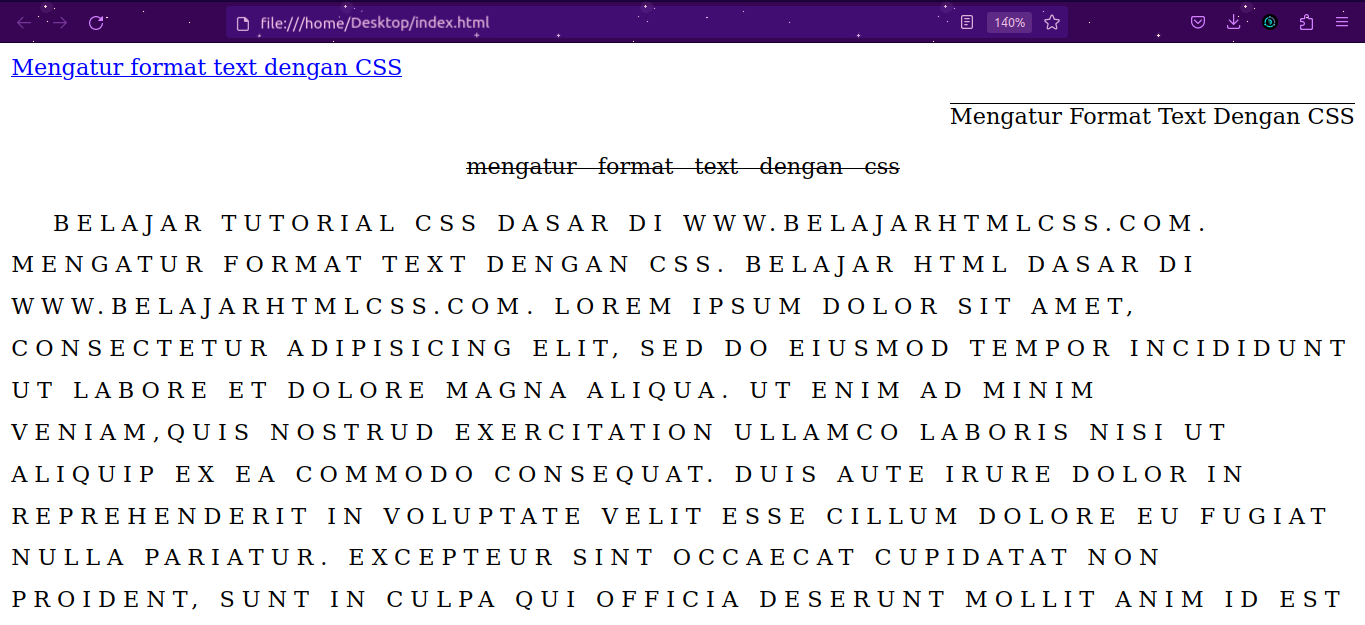 file:///home/Desktop/index.html
140%
Mengatur format text dengan CSS
Mengatur Format Text Dengan CSS
mengatur format text dengan css
BELAJAR TUTORIAL CSS DASAR DI WWW.BELAJARHTMLCSS.COM.
MENGATUR FORMAT TEXT DENGAN CSS. BELAJAR HTML DASAR DI
WWW.BELAJARHTMLCSS.COM. LOREM IPSUM DOLOR SIT AMET,
CONSECTETUR ADIPISICING ELIT, SED DO EIUSMOD TEMPOR INCIDIDUNT
UT LABORE ET DOLORE MAGNA ALIQUA. UT ENIM AD MINIM
VENIAM,QUIS NOSTRUD EXERCITATION ULLAMCO LABORIS NISI UT
ALIQUIP EX EA COMMODO CONSEQUAT. DUIS AUTE IRURE DOLOR IN
REPREHENDERIT IN VOLUPTATE VELIT ESSE CILLUM DOLORE EU FUGIAT
NULLA PARIATUR. EXCEPTEUR SINT OCCAECAT CUPIDATAT NON
PROIDENT, SUNT IN CULPA QUI OFFICIA DESERUNT MOLLIT ANIM ID EST